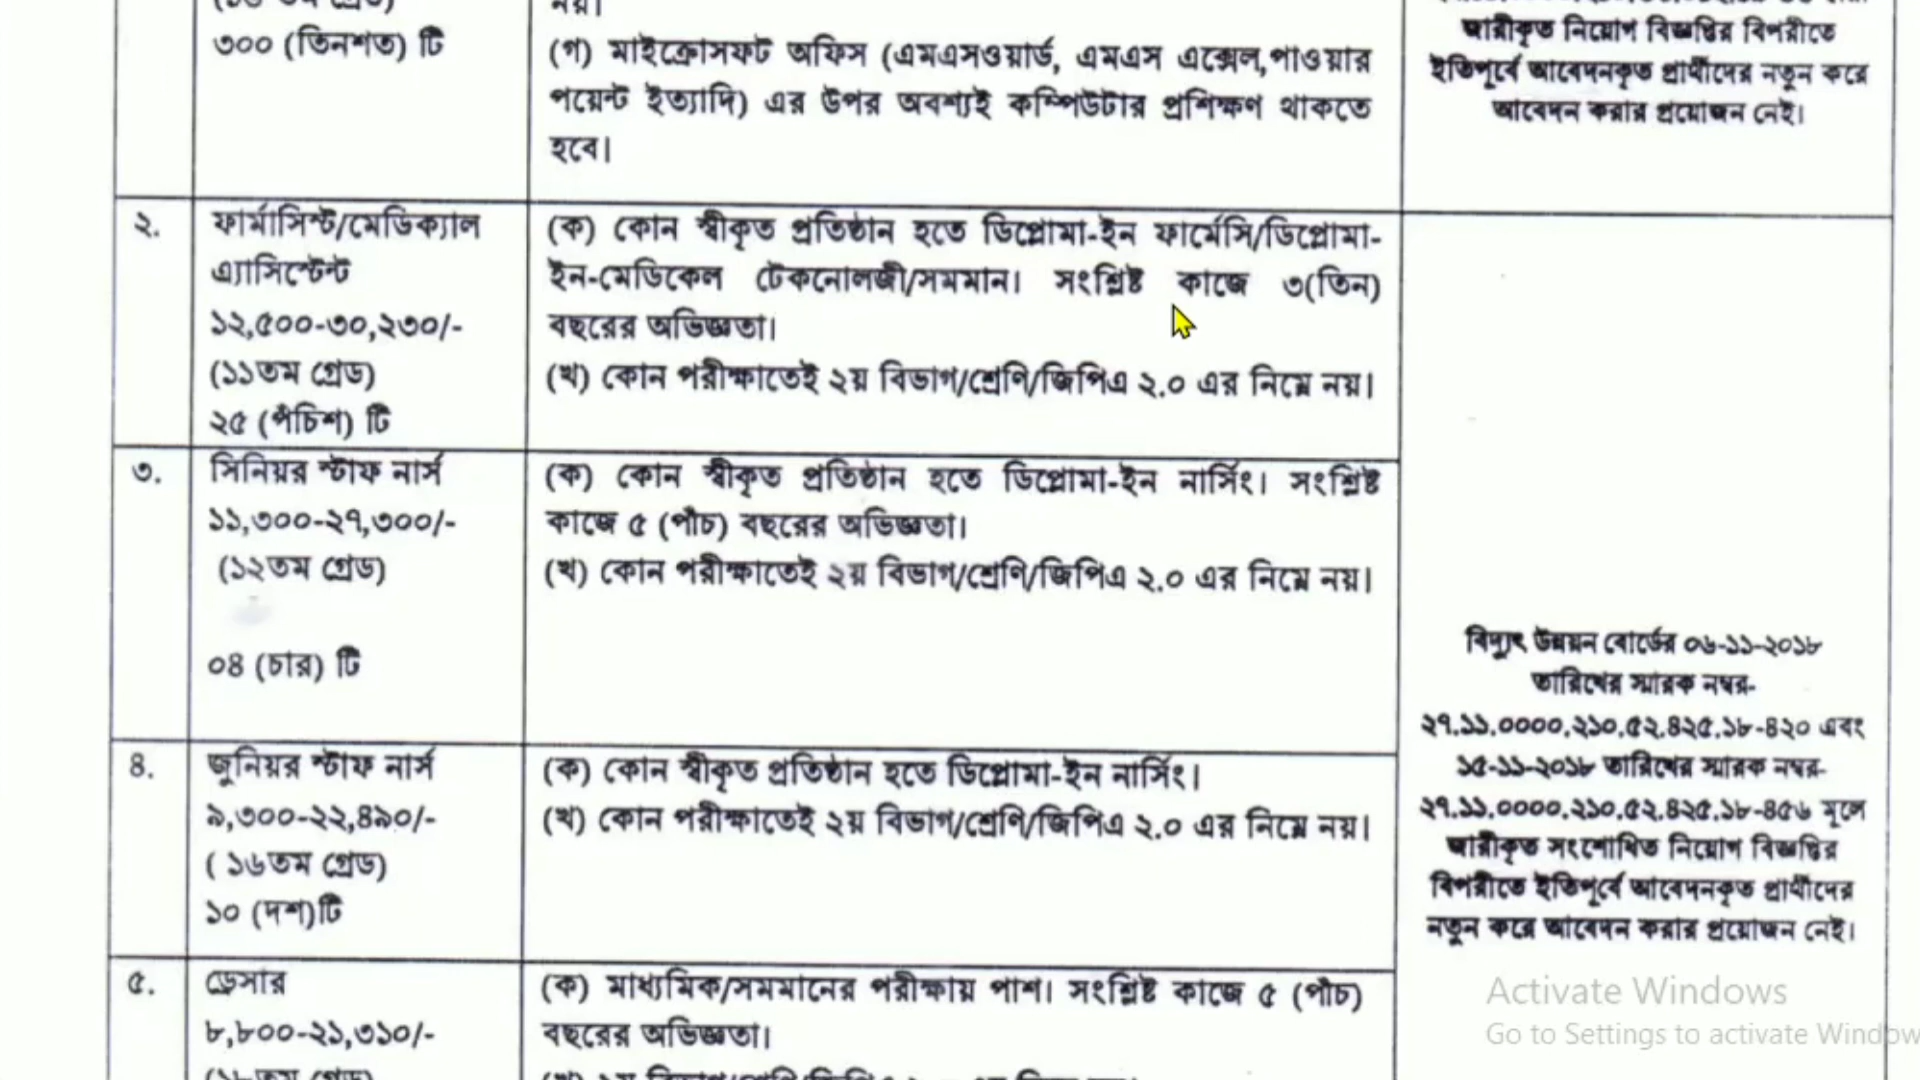 ৩০০ (তিনশত) টি
নয়।
(গ) মাইক্রোসফট অফিস (এমএসওয়ার্ড, এমএস এক্সেল,পাওয়ার
পয়েন্ট ইত্যাদি) এর উপর অবশ্যই কম্পিউটার প্রশিক্ষণ থাকতে
হবে।
জারীকৃত নিয়োগ বিজ্ঞপ্তির বিপরীতে
ইতিপূর্বে আবেদনকৃত প্রার্থীদের নতুন করে
আবেদন করার প্রয়োজন নেই।
২.
ফার্মাসিস্ট/মেডিক্যাল
এ্যাসিস্টেন্ট
১২,৫০০-৩০,২৩০/-
(১১তম গ্রেড)
২৫ (পঁচিশ) টি
(ক) কোন স্বীকৃত প্রতিষ্ঠান হতে ডিপ্লোমা-ইন ফার্মেসি/ডিপ্লোমা-
ইন-মেডিকেল টেকনোলজী/সমমান। সংশ্লিষ্ট কাজে ৩(তিন)
বছরের অভিজ্ঞতা।
(খ) কোন পরীক্ষাতেই ২য় বিভাগ/শ্রেণি/জিপিএ ২.০ এর নিম্নে নয়।
৩.
সিনিয়র স্টাফ নার্স
১১,৩০০-২৭,৩০০/-
(১২তম গ্রেড)
০৪ (চার) টি
(ক) কোন স্বীকৃত প্রতিষ্ঠান হতে ডিপ্লোমা-ইন নার্সিং। সংশ্লিষ্ট
কাজে ৫ (পাঁচ) বছরের অভিজ্ঞতা।
(খ) কোন পরীক্ষাতেই ২য় বিভাগ/শ্রেণি/জিপিএ ২.০ এর নিম্নে নয়।
৪.
জুনিয়র স্টাফ নার্স
৯,৩০০-২২,৪৯০/-
( ১৬তম গ্রেড)
১০ (দশ)টি
(ক) কোন স্বীকৃত প্রতিষ্ঠান হতে ডিপ্লোমা-ইন নার্সিং।
(খ) কোন পরীক্ষাতেই ২য় বিভাগ/শ্রেণি/জিপিএ ২.০ এর নিম্নে নয়।
বিদ্যুৎ উন্নয়ন বোর্ডের ০৬-১১-২০১৮
তারিখের স্মারক নম্বর-
২৭.১১.০০০০.২১০.৫২.৪২৫.১৮-৪২০ এবং
১৫-১১-২০১৮ তারিখের স্মারক নম্বর-
২৭.১১.০০০০.২১০.৫২.৪২৫.১৮-৪৫৬ মূলে
জারীকৃত সংশোধিত নিয়োগ বিজ্ঞপ্তির
বিপরীতে ইতিপূর্বে আবেদনকৃত প্রার্থীদের
নতুন করে আবেদন করার প্রয়োজন নেই।
৫.
ড্রেসার
৮,৮০০-২১,৩১০/-
(ক) মাধ্যমিক/সমমানের পরীক্ষায় পাশ। সংশ্লিষ্ট কাজে ৫ (পাঁচ)
বছরের অভিজ্ঞতা।
Activate Windows
Go to Settings to activate Window